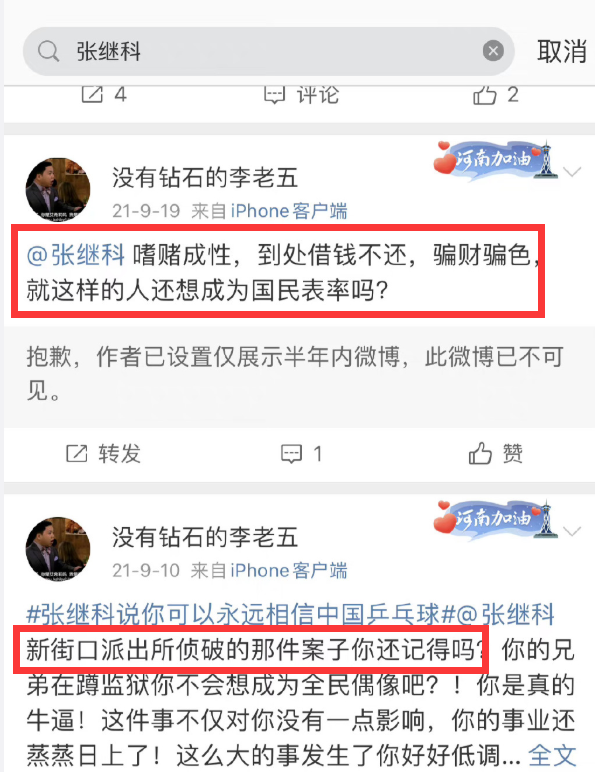 张继科
取消
4
评论
2
河南加油
没有钻石的李老五
21-9-19 来自 iPhone客户端
@张继科 嗜赌成性，到处借钱不还，骗财骗色，
就这样的人还想成为国民表率吗?
抱歉，作者已设置仅展示半年内微博，此微博已不可
见。
转发
1
赞
河南加油
没有钻石的李老五
21-9-10 来自 iPhone客户端
#张继科说你可以永远相信中国乒乓球#@张继科
新街口派出所侦破的那件案子你还记得吗? 你的兄
弟在蹲监狱你不会想成为全民偶像吧？！你是真的
牛逼！这件事不仅对你没有一点影响，你的事业还
蒸蒸日上了！这么大的事发生了你好好低调... 全文